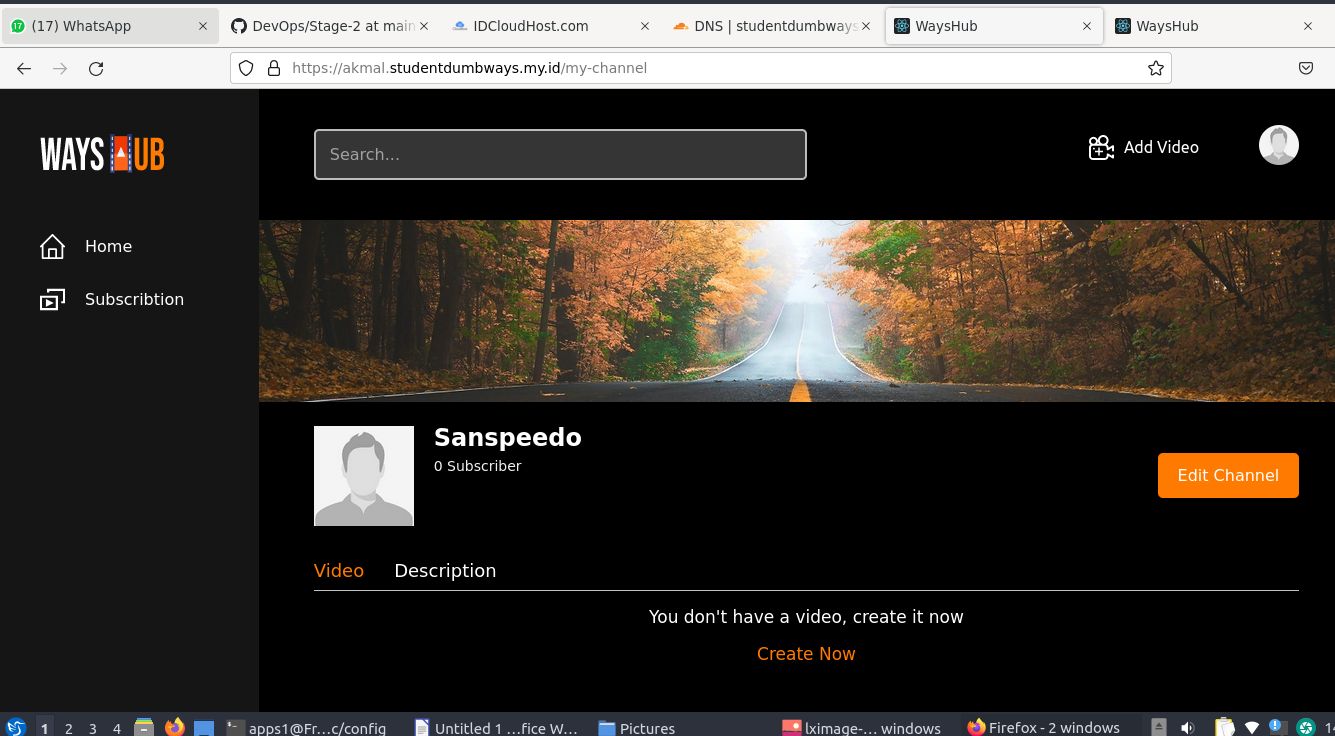 17 (17) WhatsApp
DevOps/Stage-2 at main
IDCloudHost.com
DNS | studentdumbways
WaysHub
WaysHub
https://akmal.studentdumbways.my.id/my-channel
WAYS UB
Search...
Add Video
Home
Subscribtion
Sanspeedo
0 Subscriber
Edit Channel
Video Description
You don't have a video, create it now
Create Now
1 2 3 4 apps1@Fr...c/config Untitled 1 ...fice W... Pictures lximage-... windows Firefox - 2 windows